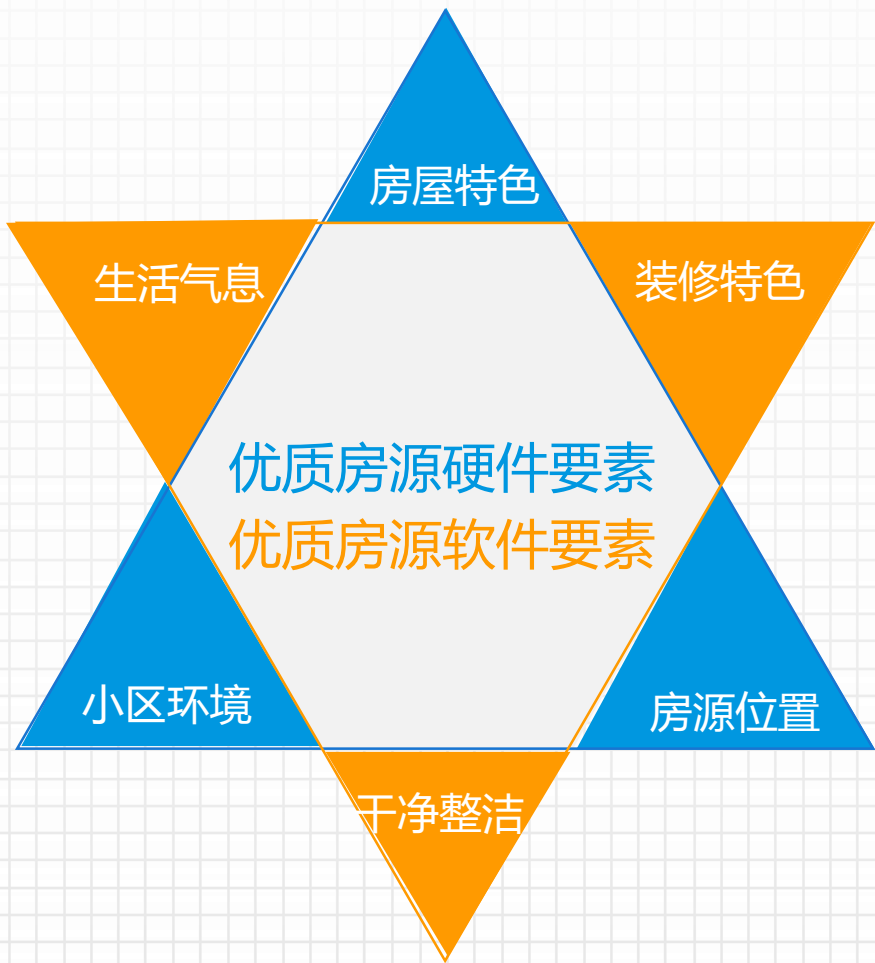 房屋特色
生活气息
装修特色
优质房源硬件要素
优质房源软件要素
小区环境
房源位置
干净整洁